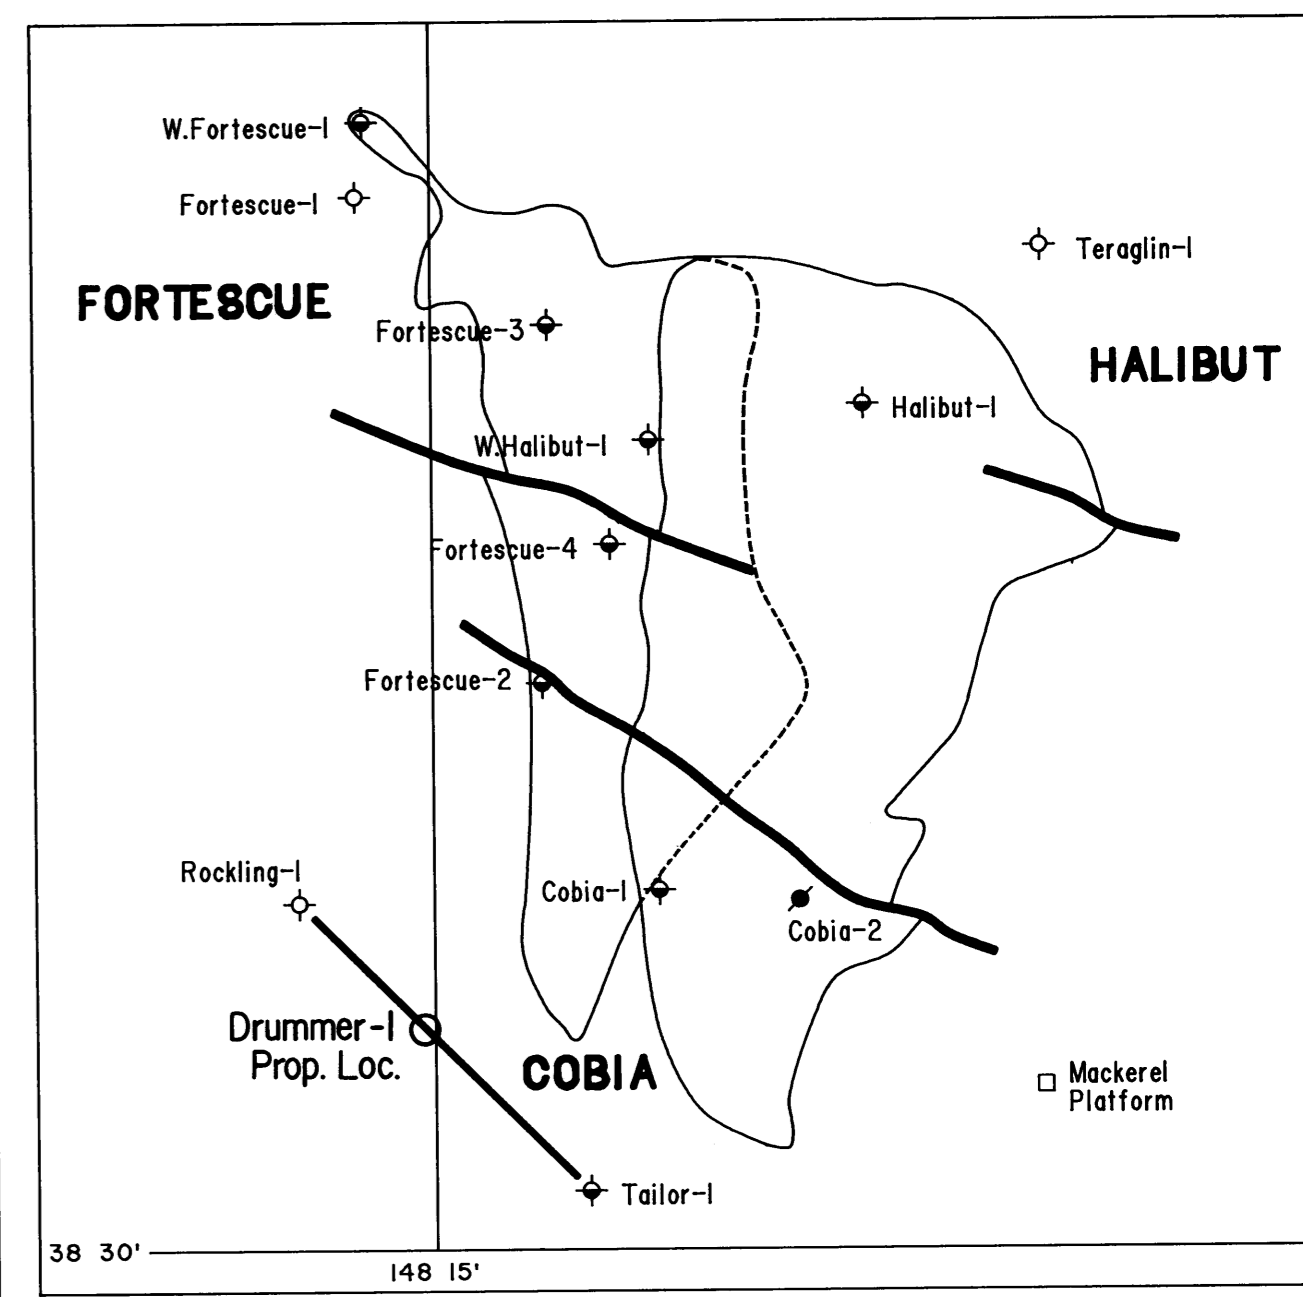 W.Fortescue-1
Fortescue-1
Teraglin-1
FORTESCUE
Fortescue-3
HALIBUT
Halibut-1
W.Halibut-1
Fortescue-4
Fortescue-2
Rockling-1
Cobia-1
Cobia-2
Drummer-1
Prop. Loc.
COBIA
Mackerel
Platform
Tailor-1
38 30'
148 15'